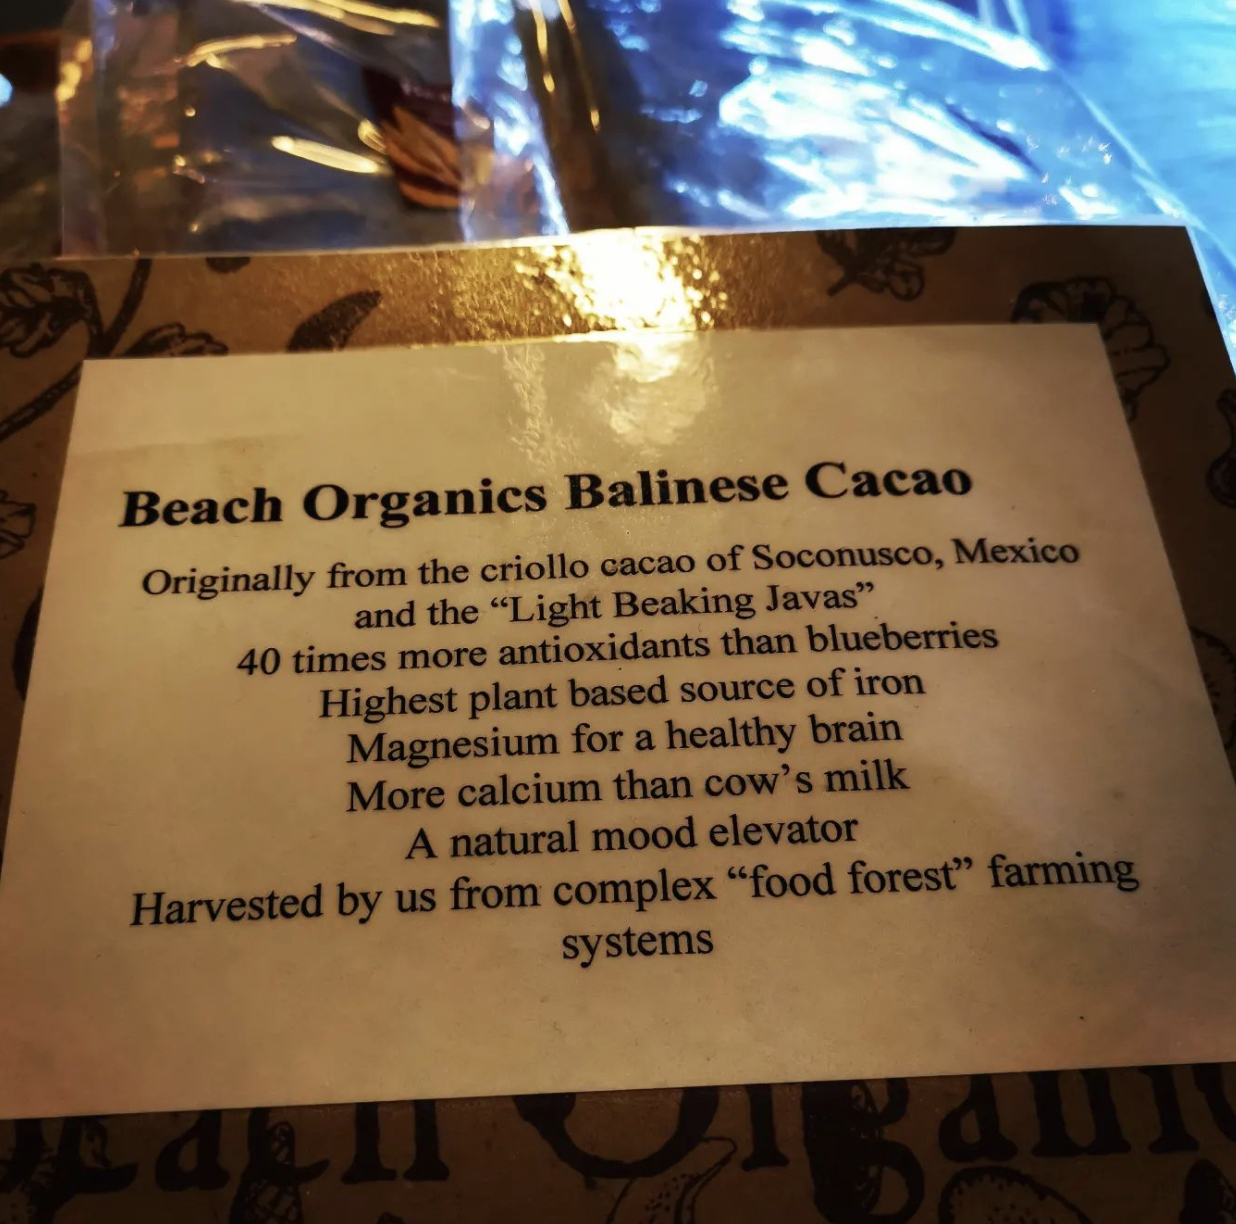 Beach Organics Balinese Cacao
Originally from the criollo cacao of Soconusco, Mexico
and the “Light Beaking Javas”
40 times more antioxidants than blueberries
Highest plant based source of iron
Magnesium for a healthy brain
More calcium than cow’s milk
A natural mood elevator
Harvested by us from complex “food forest” farming
systems